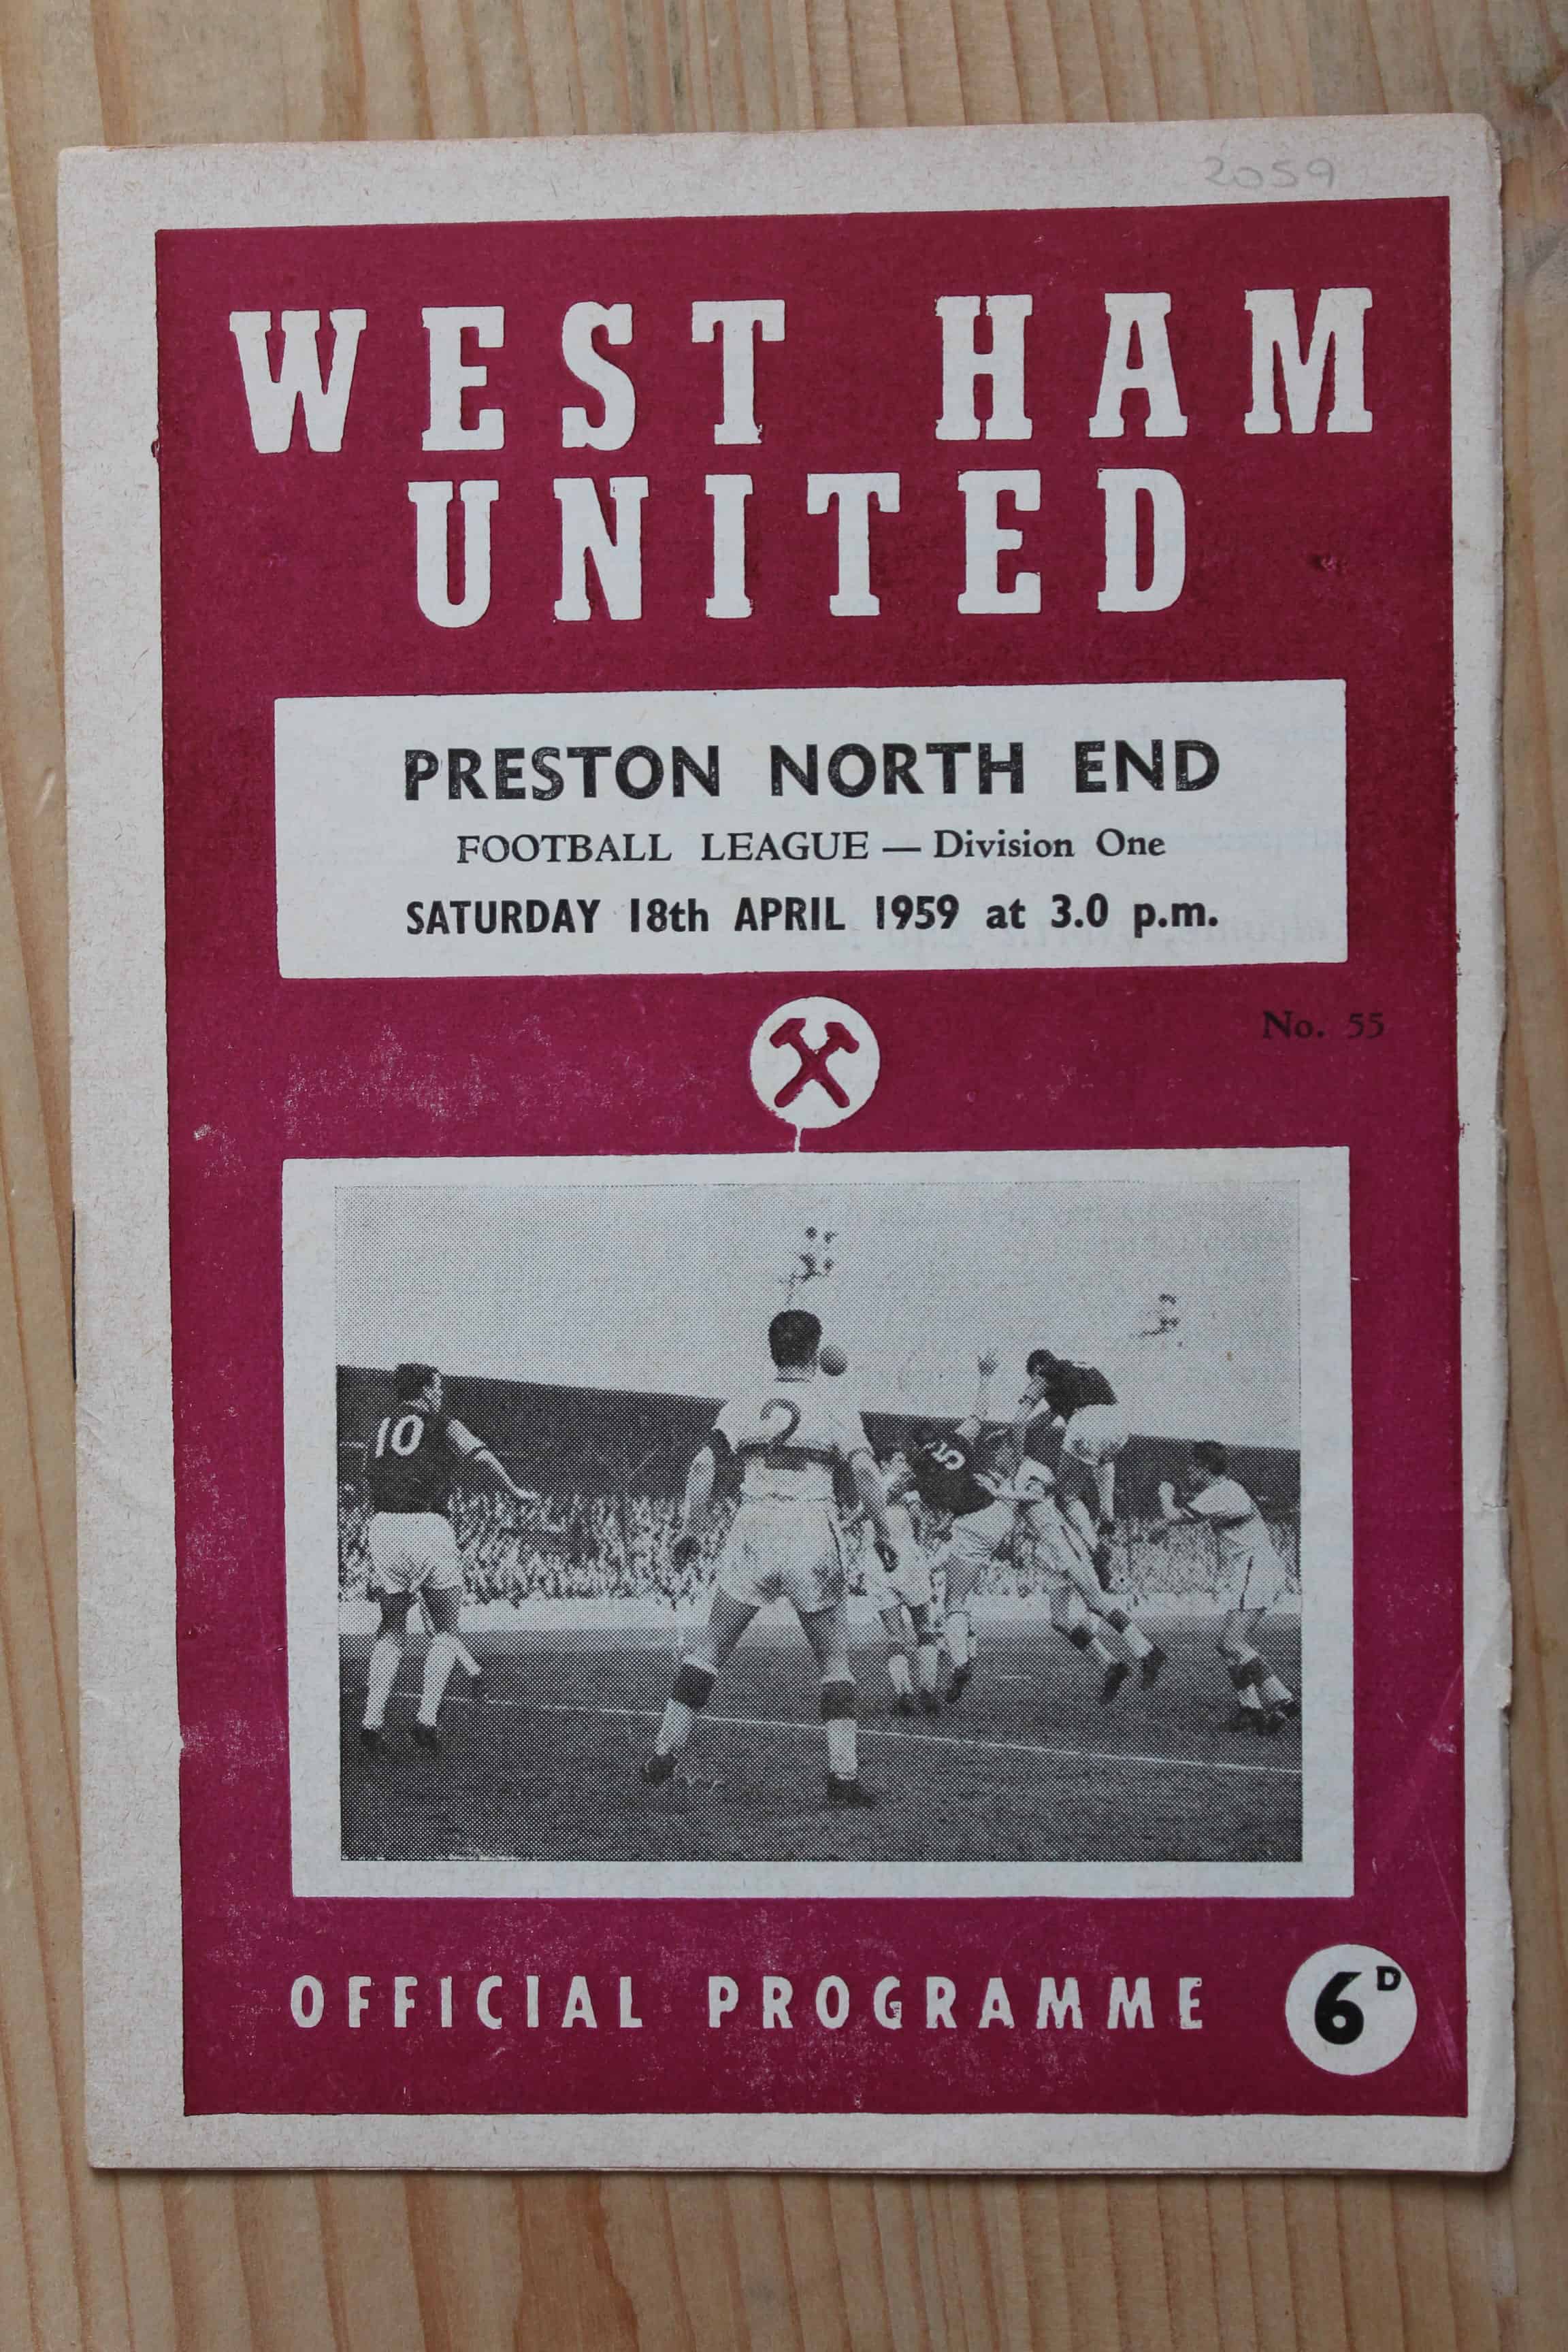 2059
WEST HAM
UNITED
PRESTON NORTH END
FOOTBALL LEAGUE — Division One
SATURDAY 18th APRIL 1959 at 3.0 p.m.
No. 55
10
2
5
OFFICIAL PROGRAMME
6D